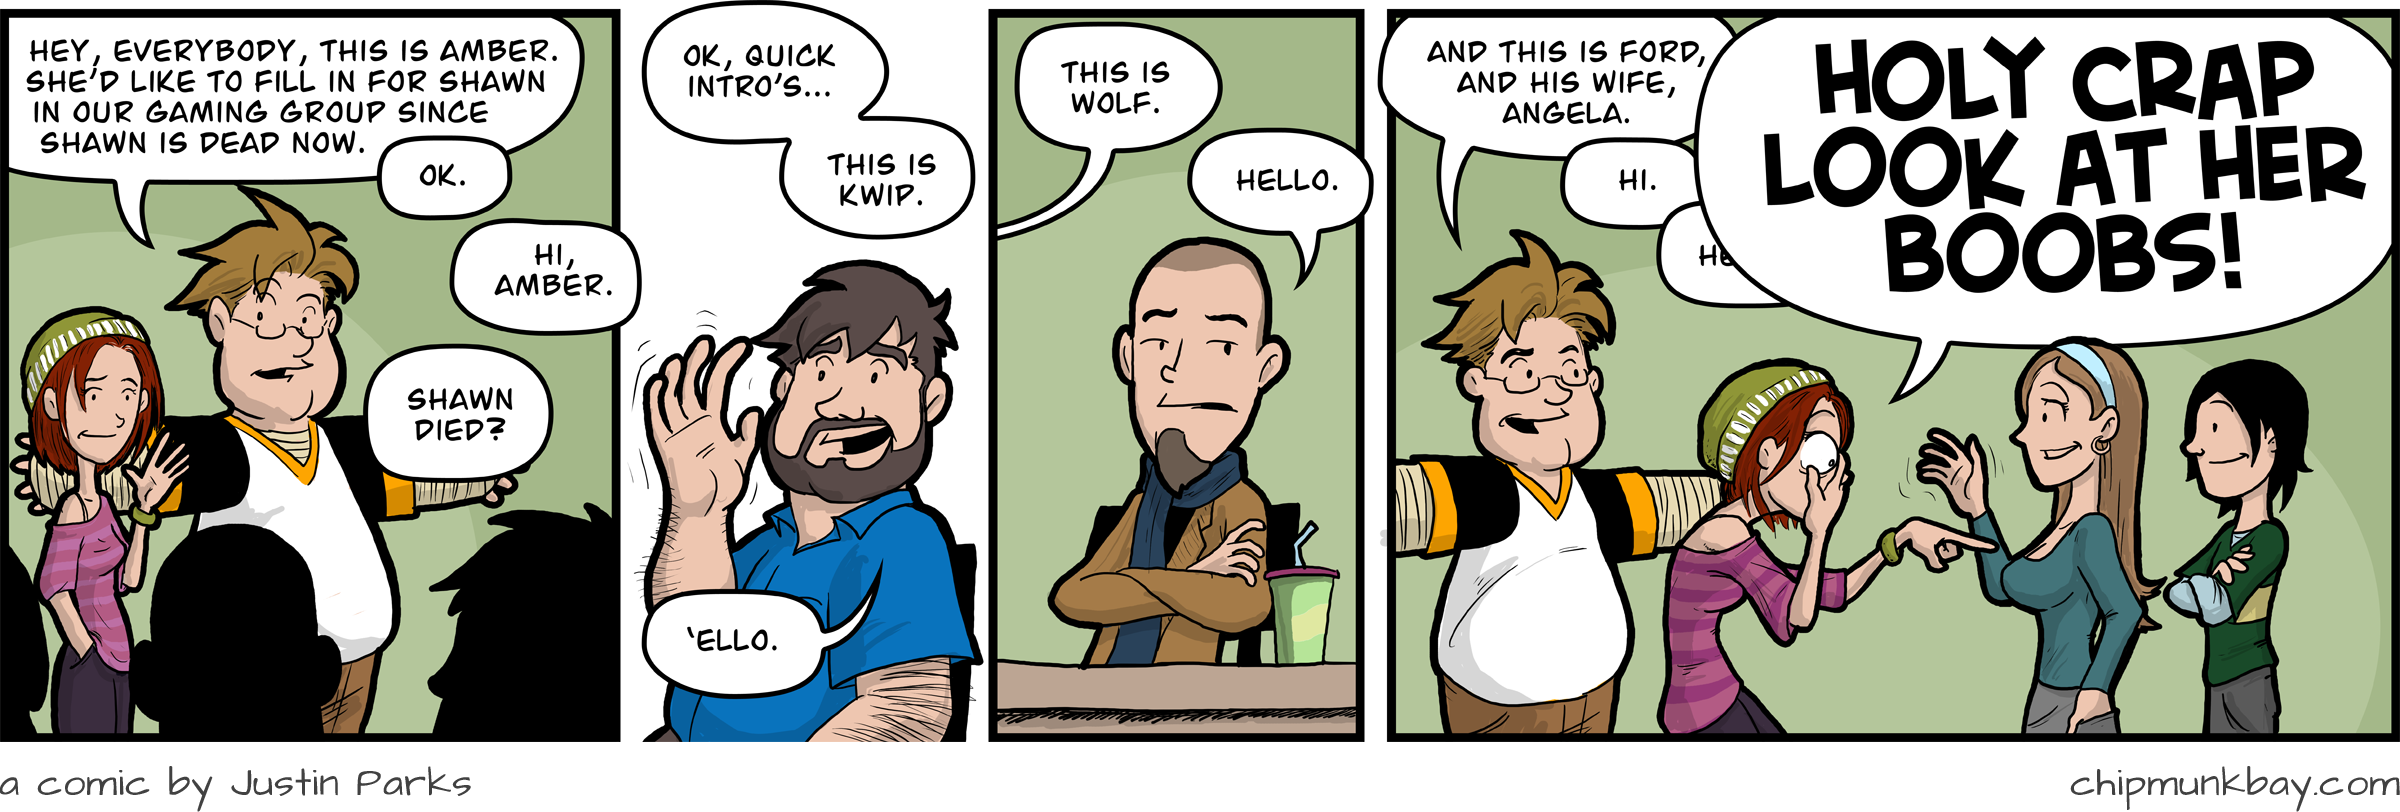 HEY, EVERYBODY, THIS IS AMBER.
SHE'D LIKE TO FILL IN FOR SHAWN
IN OUR GAMING GROUP SINCE
SHAWN IS DEAD NOW.
OK.
HI,
AMBER.
SHAWN
DIED?
OK, QUICK
INTRO'S...
THIS IS
KWIP.
'ELLO.
THIS IS
WOLF.
HELLO.
AND THIS IS FORD,
AND HIS WIFE,
ANGELA.
HI.
HE
HOLY CRAP
LOOK AT HER
BOOBS!
a comic by Justin Parks
chipmunkbay.com